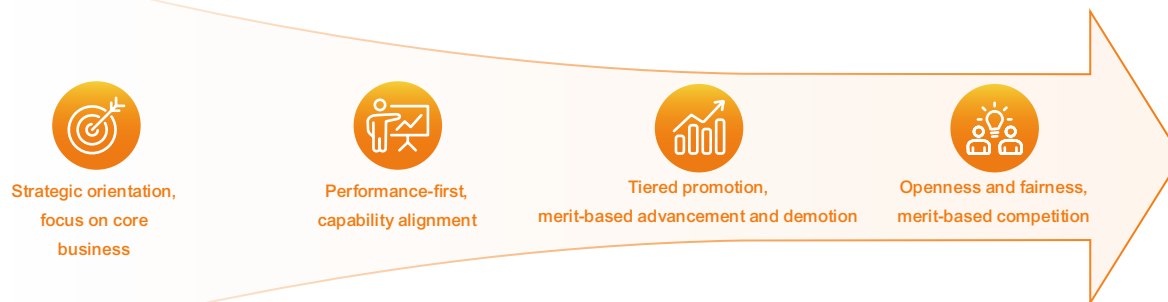 Strategic orientation,
focus on core
business
Performance-first,
capability alignment
Tiered promotion,
merit-based advancement and demotion
Openness and fairness,
merit-based competition